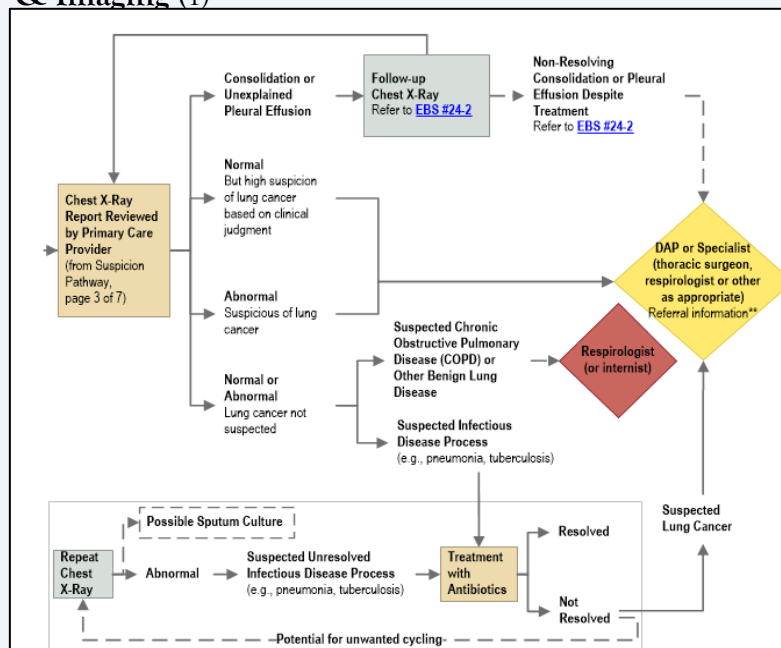 & Imaging (1)
Consolidation or
Unexplained
Pleural Effusion
Follow-up
Chest X-Ray
Refer to EBS #24-2
Non-Resolving
Consolidation or Pleural
Effusion Despite
Treatment
Refer to EBS #24-2
Normal
But high suspicion
of lung cancer
based on clinical
judgment
Chest X-Ray
Report Reviewed
by Primary Care
Provider
(from Suspicion
Pathway,
page 3 of 7)
DAP or Specialist
(thoracic surgeon,
respirologist or other
as appropriate)
Referral information**
Abnormal
Suspicious of lung
cancer
Suspected Chronic
Obstructive Pulmonary
Disease (COPD) or
Other Benign Lung
Disease
Respirologist
(or internist)
Normal or
Abnormal
Lung cancer not
suspected
Suspected Infectious
Disease Process
(e.g., pneumonia, tuberculosis)
Possible Sputum Culture
Suspected
Lung Cancer
Repeat
Chest
X-Ray
Abnormal
Suspected Unresolved
Infectious Disease Process
(e.g., pneumonia, tuberculosis)
Treatment
with
Antibiotics
Resolved
Not
Resolved
Potential for unwanted cycling